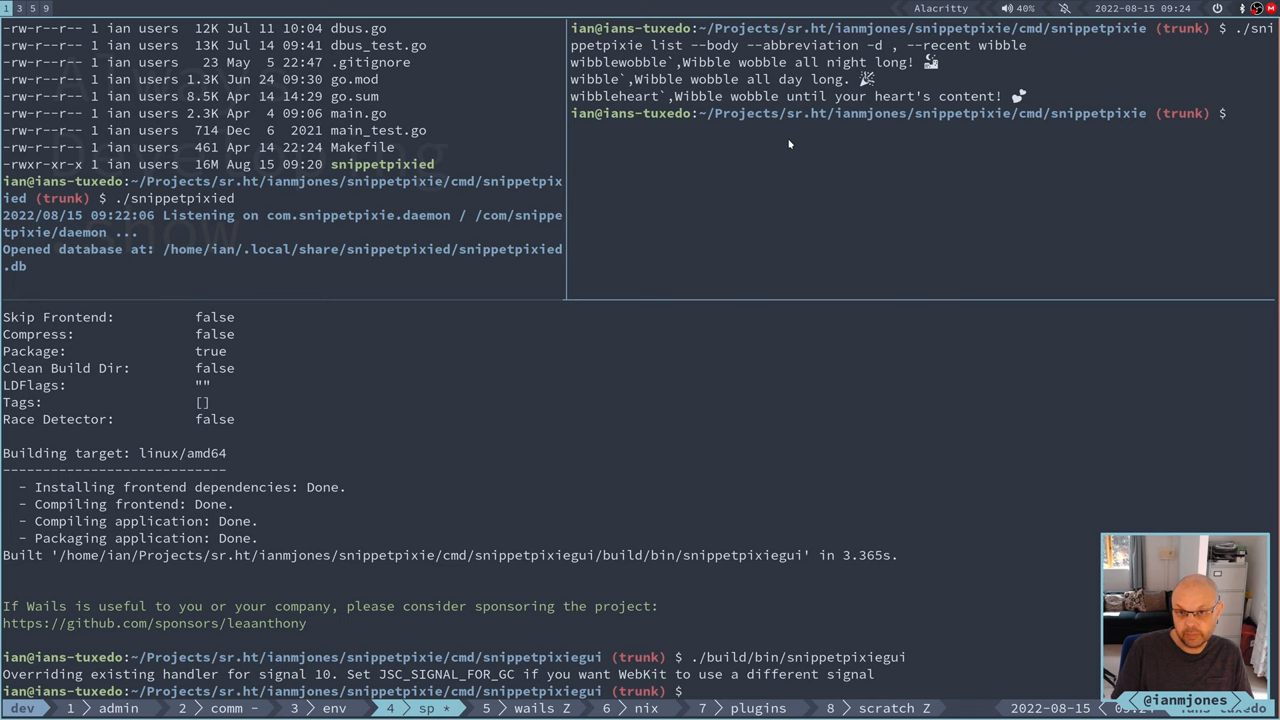 1 3 5 9
Alacritty 40% 2022-08-15 09:24
-rw-r--r-- 1 ian users 12K Jul 11 10:04 dbus.go
-rw-r--r-- 1 ian users 13K Jul 14 09:41 dbus_test.go
-rw-r--r-- 1 ian users 23 May 5 22:47 .gitignore
-rw-r--r-- 1 ian users 1.3K Jun 24 09:30 go.mod
-rw-r--r-- 1 ian users 8.5K Apr 14 14:29 go.sum
-rw-r--r-- 1 ian users 2.3K Apr 4 09:06 main.go
-rw-r--r-- 1 ian users 714 Dec 6 2021 main_test.go
-rw-r--r-- 1 ian users 461 Apr 14 22:24 Makefile
-rwxr-xr-x 1 ian users 16M Aug 15 09:20 snippetpixied
ian@ians-tuxedo:~/Projects/sr.ht/ianmjones/snippetpixie/cmd/snippetpix
ied (trunk) $ ./snippetpixied
2022/08/15 09:22:06 Listening on com.snippetpixie.daemon / /com/snippe
tpixie/daemon ...
Opened database at: /home/ian/.local/share/snippetpixied/snippetpixied
.db
ian@ians-tuxedo:~/Projects/sr.ht/ianmjones/snippetpixie/cmd/snippetpixie (trunk) $ ./sni
ppetpixie list --body --abbreviation -d , --recent wibble
wibblewobble`,Wibble wobble all night long! 
wibble`,Wibble wobble all day long. 🎉
wibbleheart`,Wibble wobble until your heart's content! 💕
ian@ians-tuxedo:~/Projects/sr.ht/ianmjones/snippetpixie/cmd/snippetpixie (trunk) $
Skip Frontend: false
Compress: false
Package: true
Clean Build Dir: false
LDFlags: ""
Tags: []
Race Detector: false
Building target: linux/amd64
----------------------------
- Installing frontend dependencies: Done.
- Compiling frontend: Done.
- Compiling application: Done.
- Packaging application: Done.
Built '/home/ian/Projects/sr.ht/ianmjones/snippetpixie/cmd/snippetpixiegui/build/bin/snippetpixiegui' in 3.365s.
If Wails is useful to you or your company, please consider sponsoring the project:
https://github.com/sponsors/leaanthony
ian@ians-tuxedo:~/Projects/sr.ht/ianmjones/snippetpixie/cmd/snippetpixiegui (trunk) $ ./build/bin/snippetpixiegui
Overriding existing handler for signal 10. Set JSC_SIGNAL_FOR_GC if you want WebKit to use a different signal
ian@ians-tuxedo:~/Projects/sr.ht/ianmjones/snippetpixie/cmd/snippetpixiegui (trunk) $
@ianmjones
dev 1 admin 2 comm - 3 env 4 sp * 5 wails Z 6 nix 7 plugins 8 scratch Z 2022-08-15